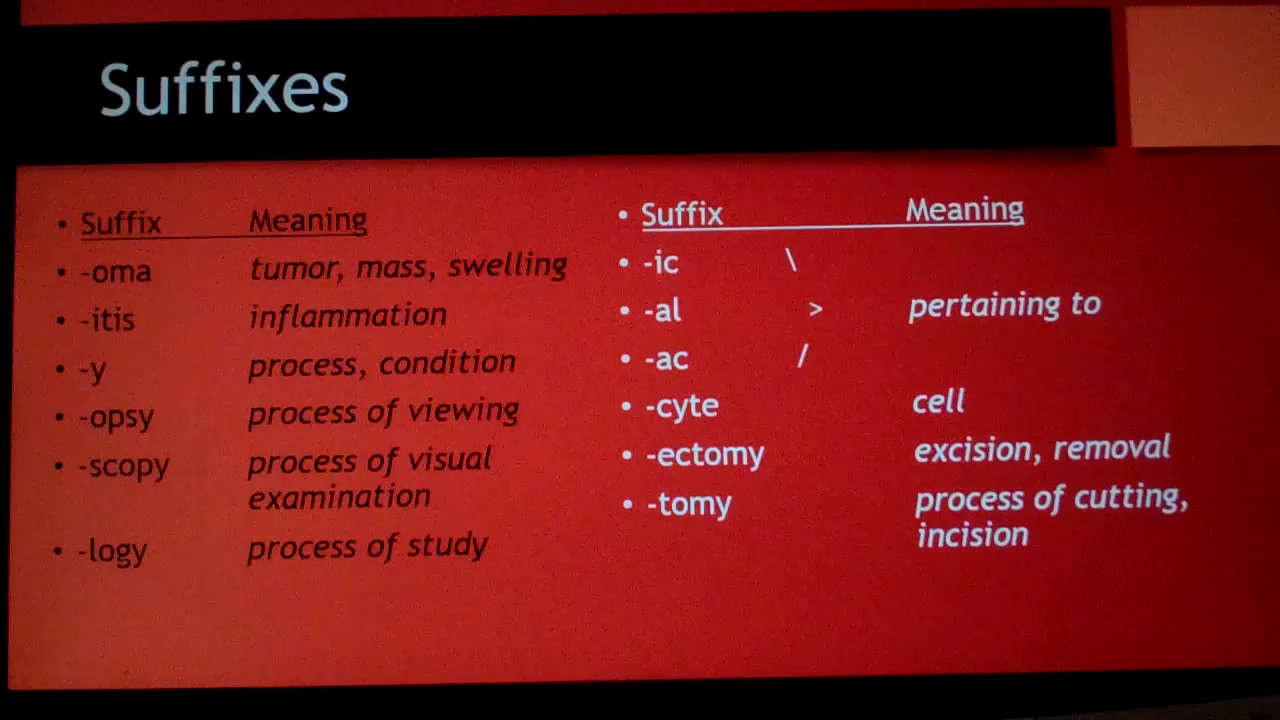 Suffixes
• Suffix Meaning
• -oma tumor, mass, swelling
• -itis inflammation
• -y process, condition
• -opsy process of viewing
• -scopy process of visual
examination
• -logy process of study
• Suffix Meaning
• -ic \
• -al > pertaining to
• -ac /
• -cyte cell
• -ectomy excision, removal
• -tomy process of cutting,
incision